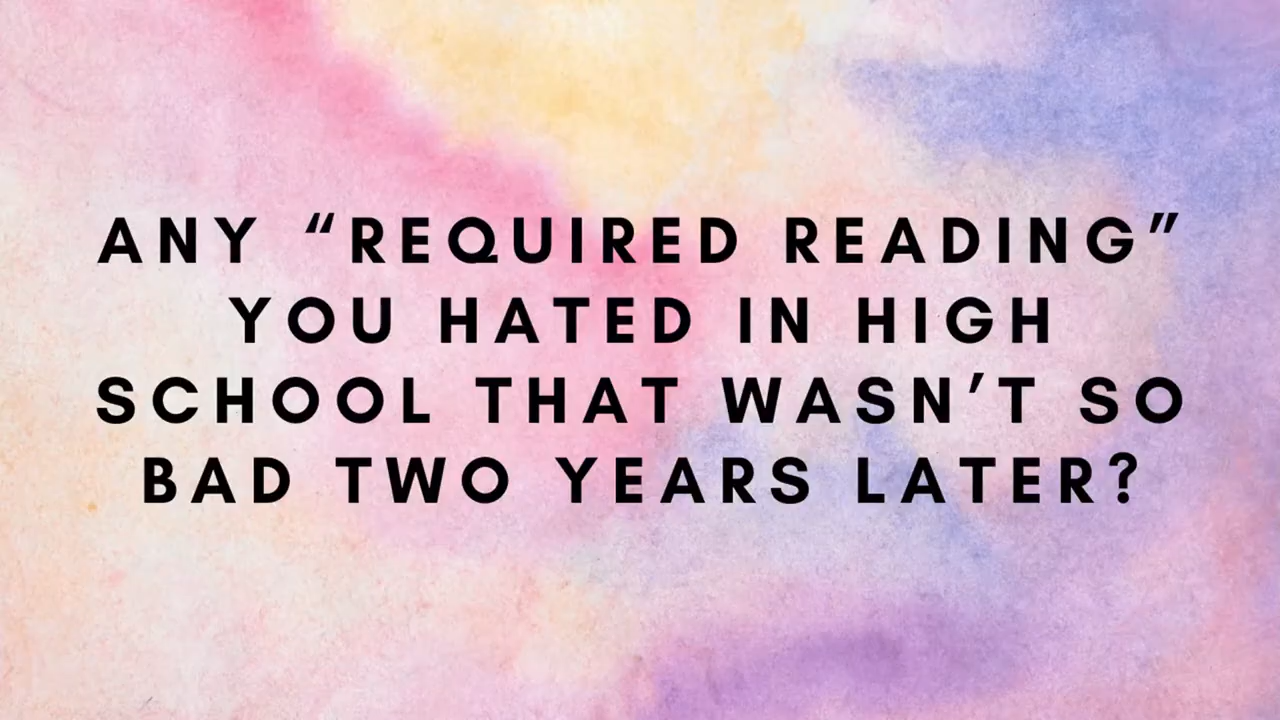 ANY “REQUIRED READING”
YOU HATED IN HIGH
SCHOOL THAT WASN’T SO
BAD TWO YEARS LATER?